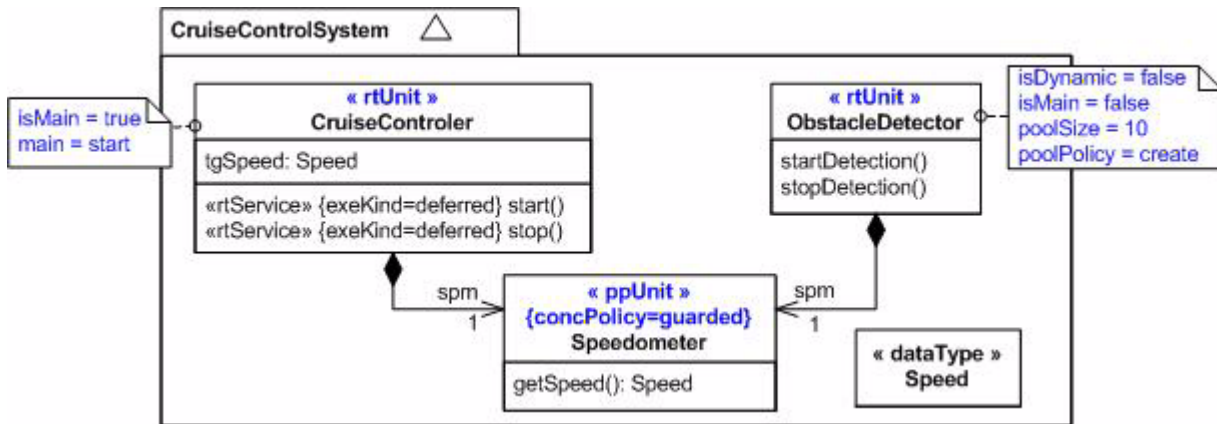 CruiseControlSystem
isMain = true
main = start
« rtUnit »
CruiseControler
tgSpeed: Speed
«rtService» {exeKind=deferred} start()
«rtService» {exeKind=deferred} stop()
« rtUnit »
ObstacleDetector
startDetection()
stopDetection()
isDynamic = false
isMain = false
poolSize = 10
poolPolicy = create
spm
1
« ppUnit »
{concPolicy=guarded}
Speedometer
getSpeed(): Speed
spm
1
« dataType »
Speed